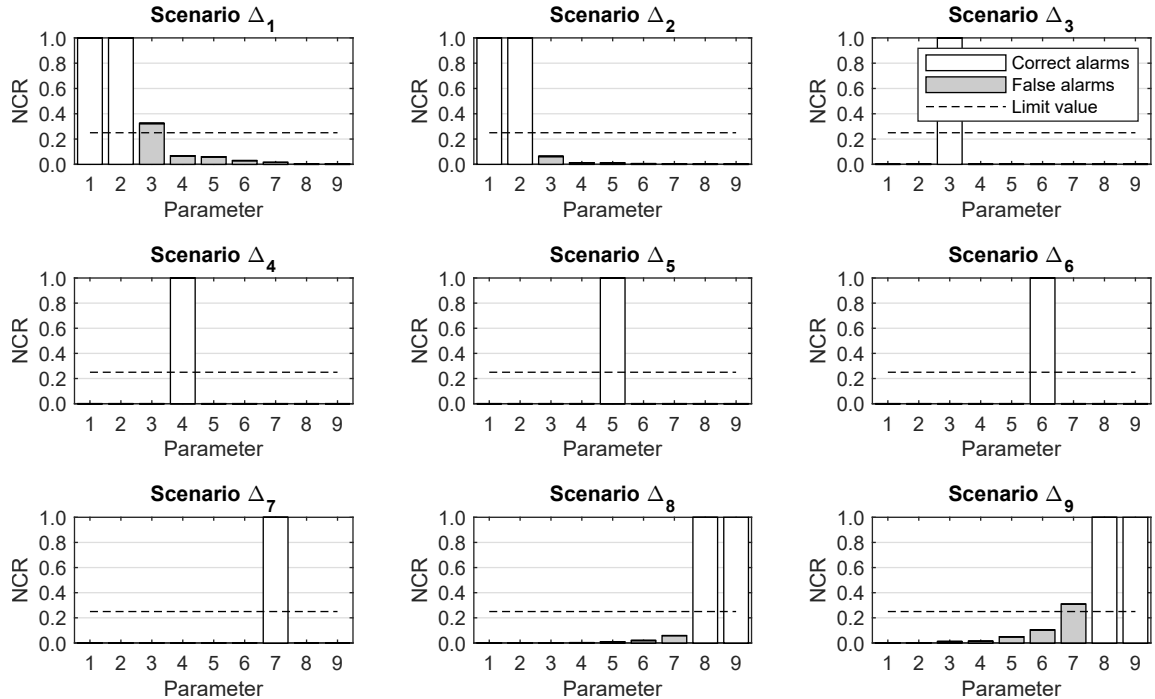 Scenario Δ1
NCR
1.0
0.8
0.6
0.4
0.2
0.0
1 2 3 4 5 6 7 8 9
Parameter
Scenario Δ2
NCR
1.0
0.8
0.6
0.4
0.2
0.0
1 2 3 4 5 6 7 8 9
Parameter
Scenario Δ3
NCR
1.0
0.8
0.6
0.4
0.2
0.0
Correct alarms
False alarms
Limit value
1 2 3 4 5 6 7 8 9
Parameter
Scenario Δ4
NCR
1.0
0.8
0.6
0.4
0.2
0.0
1 2 3 4 5 6 7 8 9
Parameter
Scenario Δ5
NCR
1.0
0.8
0.6
0.4
0.2
0.0
1 2 3 4 5 6 7 8 9
Parameter
Scenario Δ6
NCR
1.0
0.8
0.6
0.4
0.2
0.0
1 2 3 4 5 6 7 8 9
Parameter
Scenario Δ7
NCR
1.0
0.8
0.6
0.4
0.2
0.0
1 2 3 4 5 6 7 8 9
Parameter
Scenario Δ8
NCR
1.0
0.8
0.6
0.4
0.2
0.0
1 2 3 4 5 6 7 8 9
Parameter
Scenario Δ9
NCR
1.0
0.8
0.6
0.4
0.2
0.0
1 2 3 4 5 6 7 8 9
Parameter